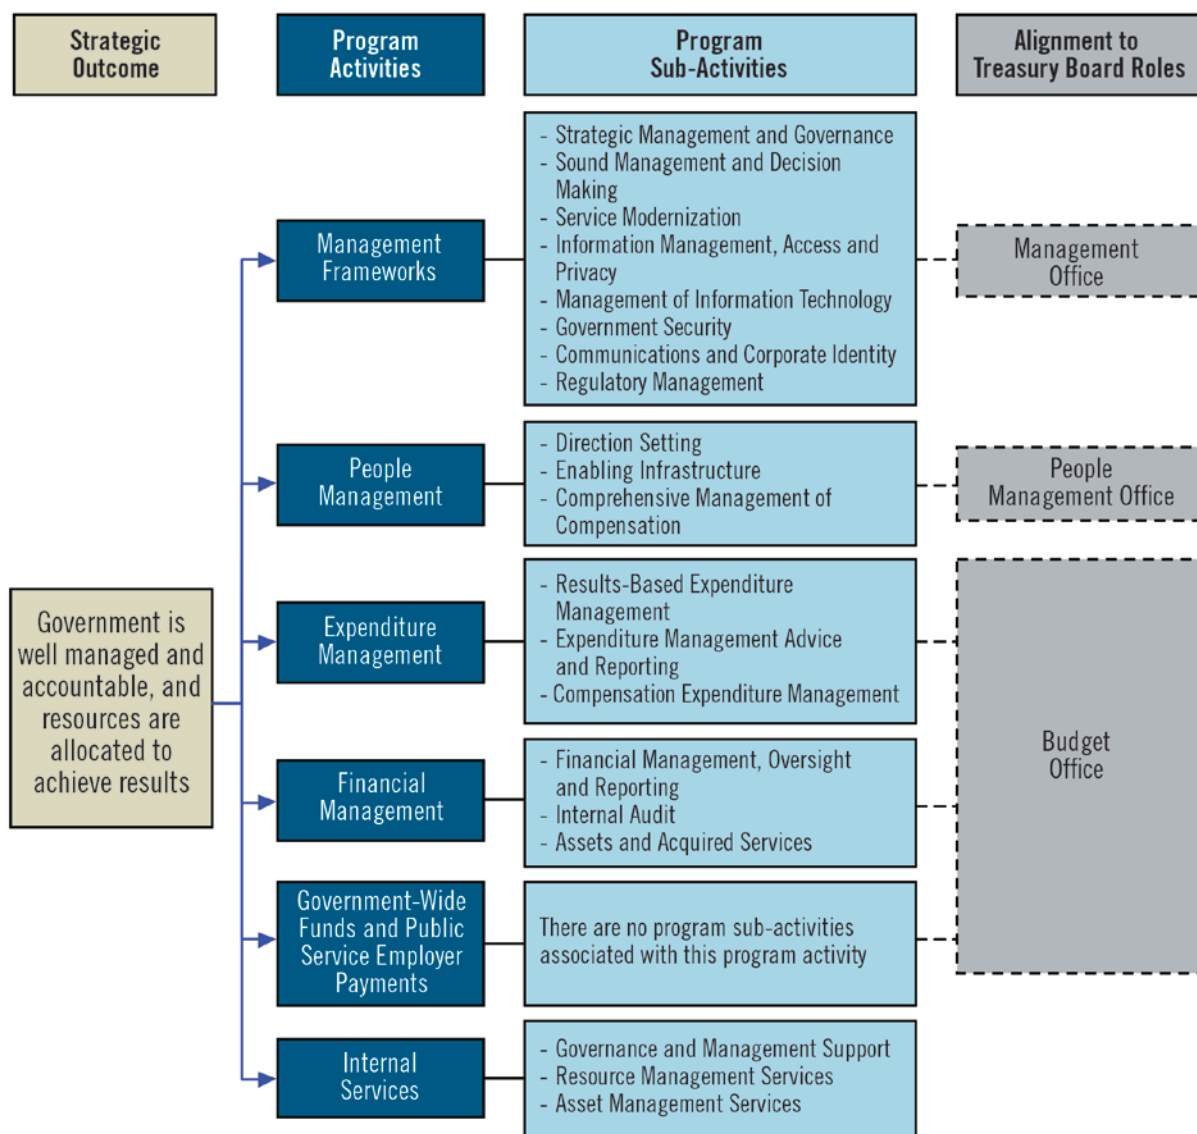 Strategic
Outcome
Program
Activities
Program
Sub-Activities
Alignment to
Treasury Board Roles
Government is
well managed and
accountable, and
resources are
allocated to
achieve results
Management
Frameworks
- Strategic Management and Governance
- Sound Management and Decision
Making
- Service Modernization
- Information Management, Access and
Privacy
- Management of Information Technology
- Government Security
- Communications and Corporate Identity
- Regulatory Management
Management
Office
People
Management
- Direction Setting
- Enabling Infrastructure
- Comprehensive Management of
Compensation
People
Management Office
Expenditure
Management
- Results-Based Expenditure
Management
- Expenditure Management Advice
and Reporting
- Compensation Expenditure Management
Budget
Office
Financial
Management
- Financial Management, Oversight
and Reporting
- Internal Audit
- Assets and Acquired Services
Government-Wide
Funds and Public
Service Employer
Payments
There are no program sub-activities
associated with this program activity
Internal
Services
- Governance and Management Support
- Resource Management Services
- Asset Management Services